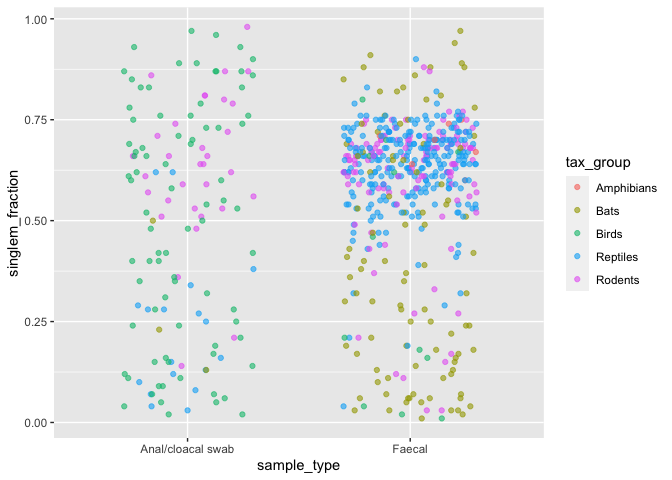 1.00
0.75
0.50
0.25
0.00
singlem_fraction
Anal/cloacal swab
Faecal
sample_type
tax_group
Amphibians
Bats
Birds
Reptiles
Rodents